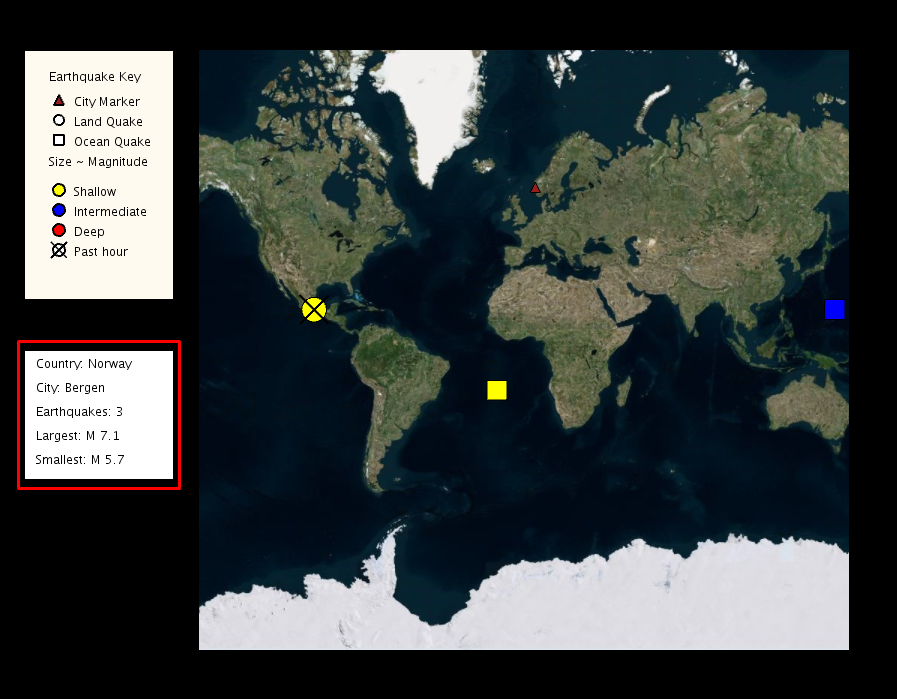 Earthquake Key
City Marker
Land Quake
Ocean Quake
Size ~ Magnitude
Shallow
Intermediate
Deep
Past hour
Country: Norway
City: Bergen
Earthquakes: 3
Largest: M 7.1
Smallest: M 5.7